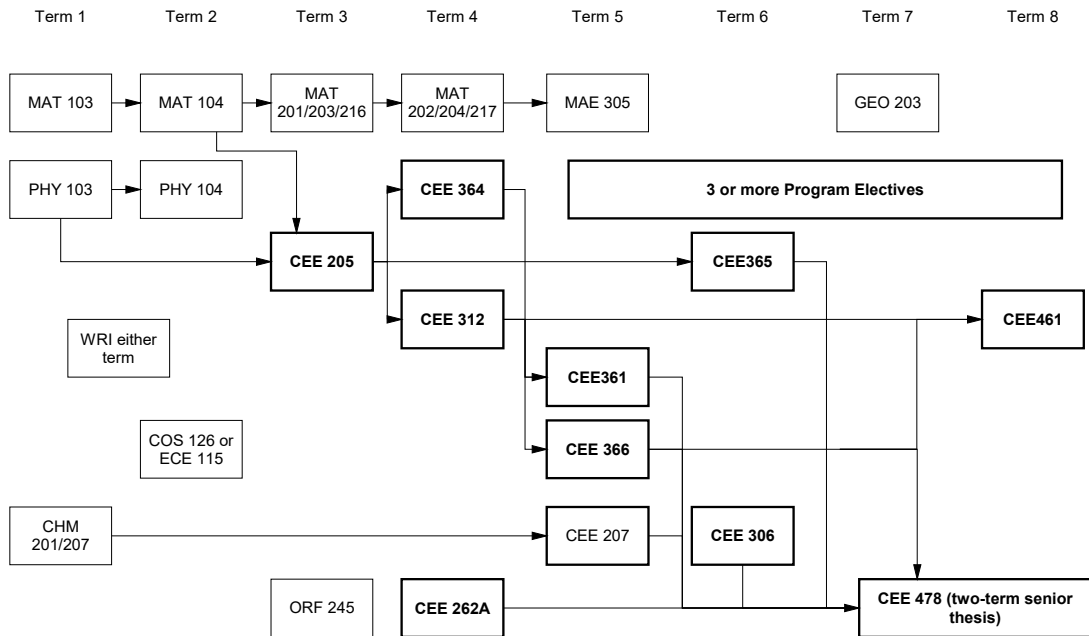 Term 1
Term 2
Term 3
Term 4
Term 5
Term 6
Term 7
Term 8
MAT 103
MAT 104
MAT
201/203/216
MAT
202/204/217
MAE 305
GEO 203
PHY 103
PHY 104
CEE 364
3 or more Program Electives
CEE 205
CEE365
WRI either
term
CEE 312
CEE461
CEE361
COS 126 or
ECE 115
CEE 366
CHM
201/207
CEE 207
CEE 306
ORF 245
CEE 262A
CEE 478 (two-term senior
thesis)